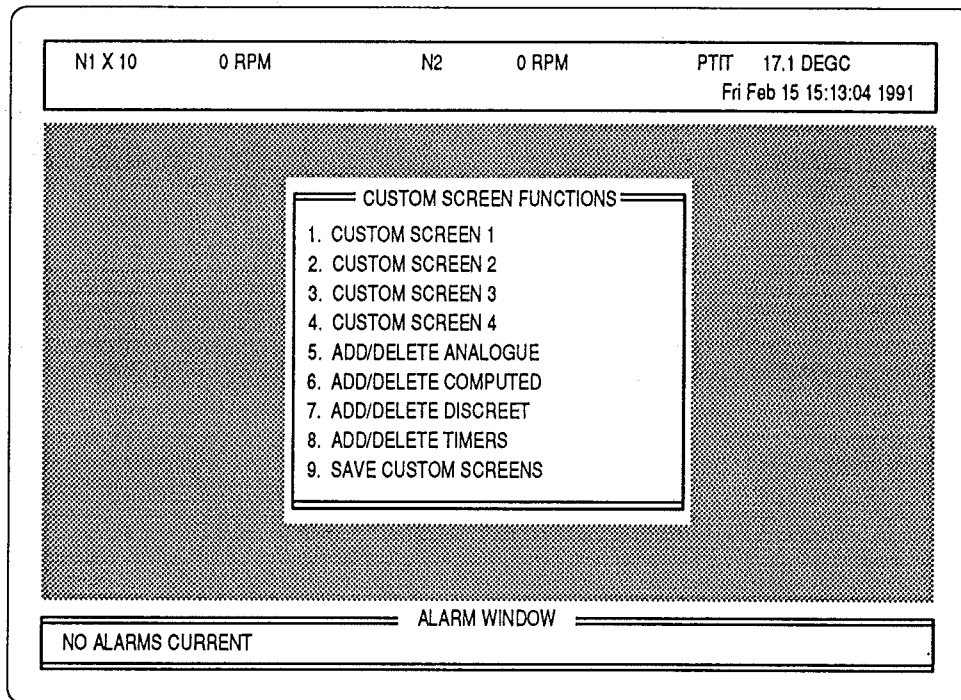 N1 X 10 0 RPM N2 0 RPM PTIT 17.1 DEGC
Fri Feb 15 15:13:04 1991
CUSTOM SCREEN FUNCTIONS
1. CUSTOM SCREEN 1
2. CUSTOM SCREEN 2
3. CUSTOM SCREEN 3
4. CUSTOM SCREEN 4
5. ADD/DELETE ANALOGUE
6. ADD/DELETE COMPUTED
7. ADD/DELETE DISCREET
8. ADD/DELETE TIMERS
9. SAVE CUSTOM SCREENS
ALARM WINDOW
NO ALARMS CURRENT